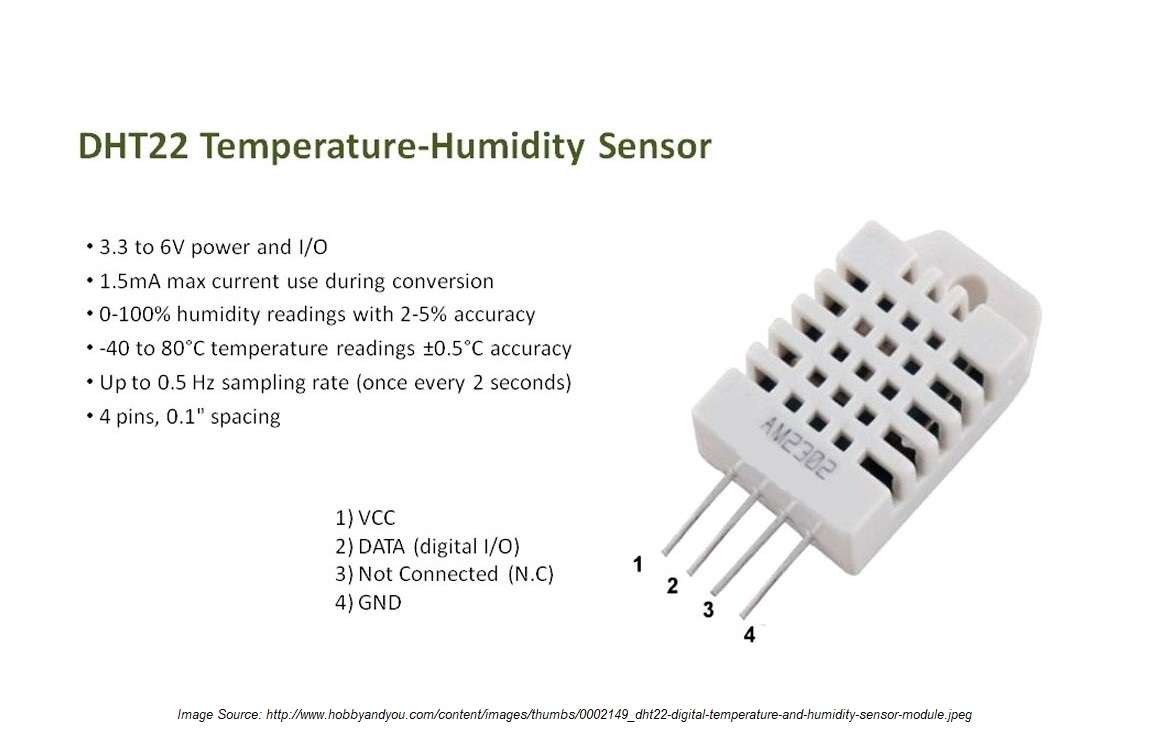 DHT22 Temperature-Humidity Sensor
• 3.3 to 6V power and I/O
• 1.5mA max current use during conversion
• 0-100% humidity readings with 2-5% accuracy
• -40 to 80°C temperature readings ±0.5°C accuracy
• Up to 0.5 Hz sampling rate (once every 2 seconds)
• 4 pins, 0.1" spacing
1) VCC
2) DATA (digital I/O)
3) Not Connected (N.C)
4) GND
AM2302
1
2
3
4
Image Source: http://www.hobbyandyou.com/content/images/thumbs/0002149_dht22-digital-temperature-and-humidity-sensor-module.jpeg